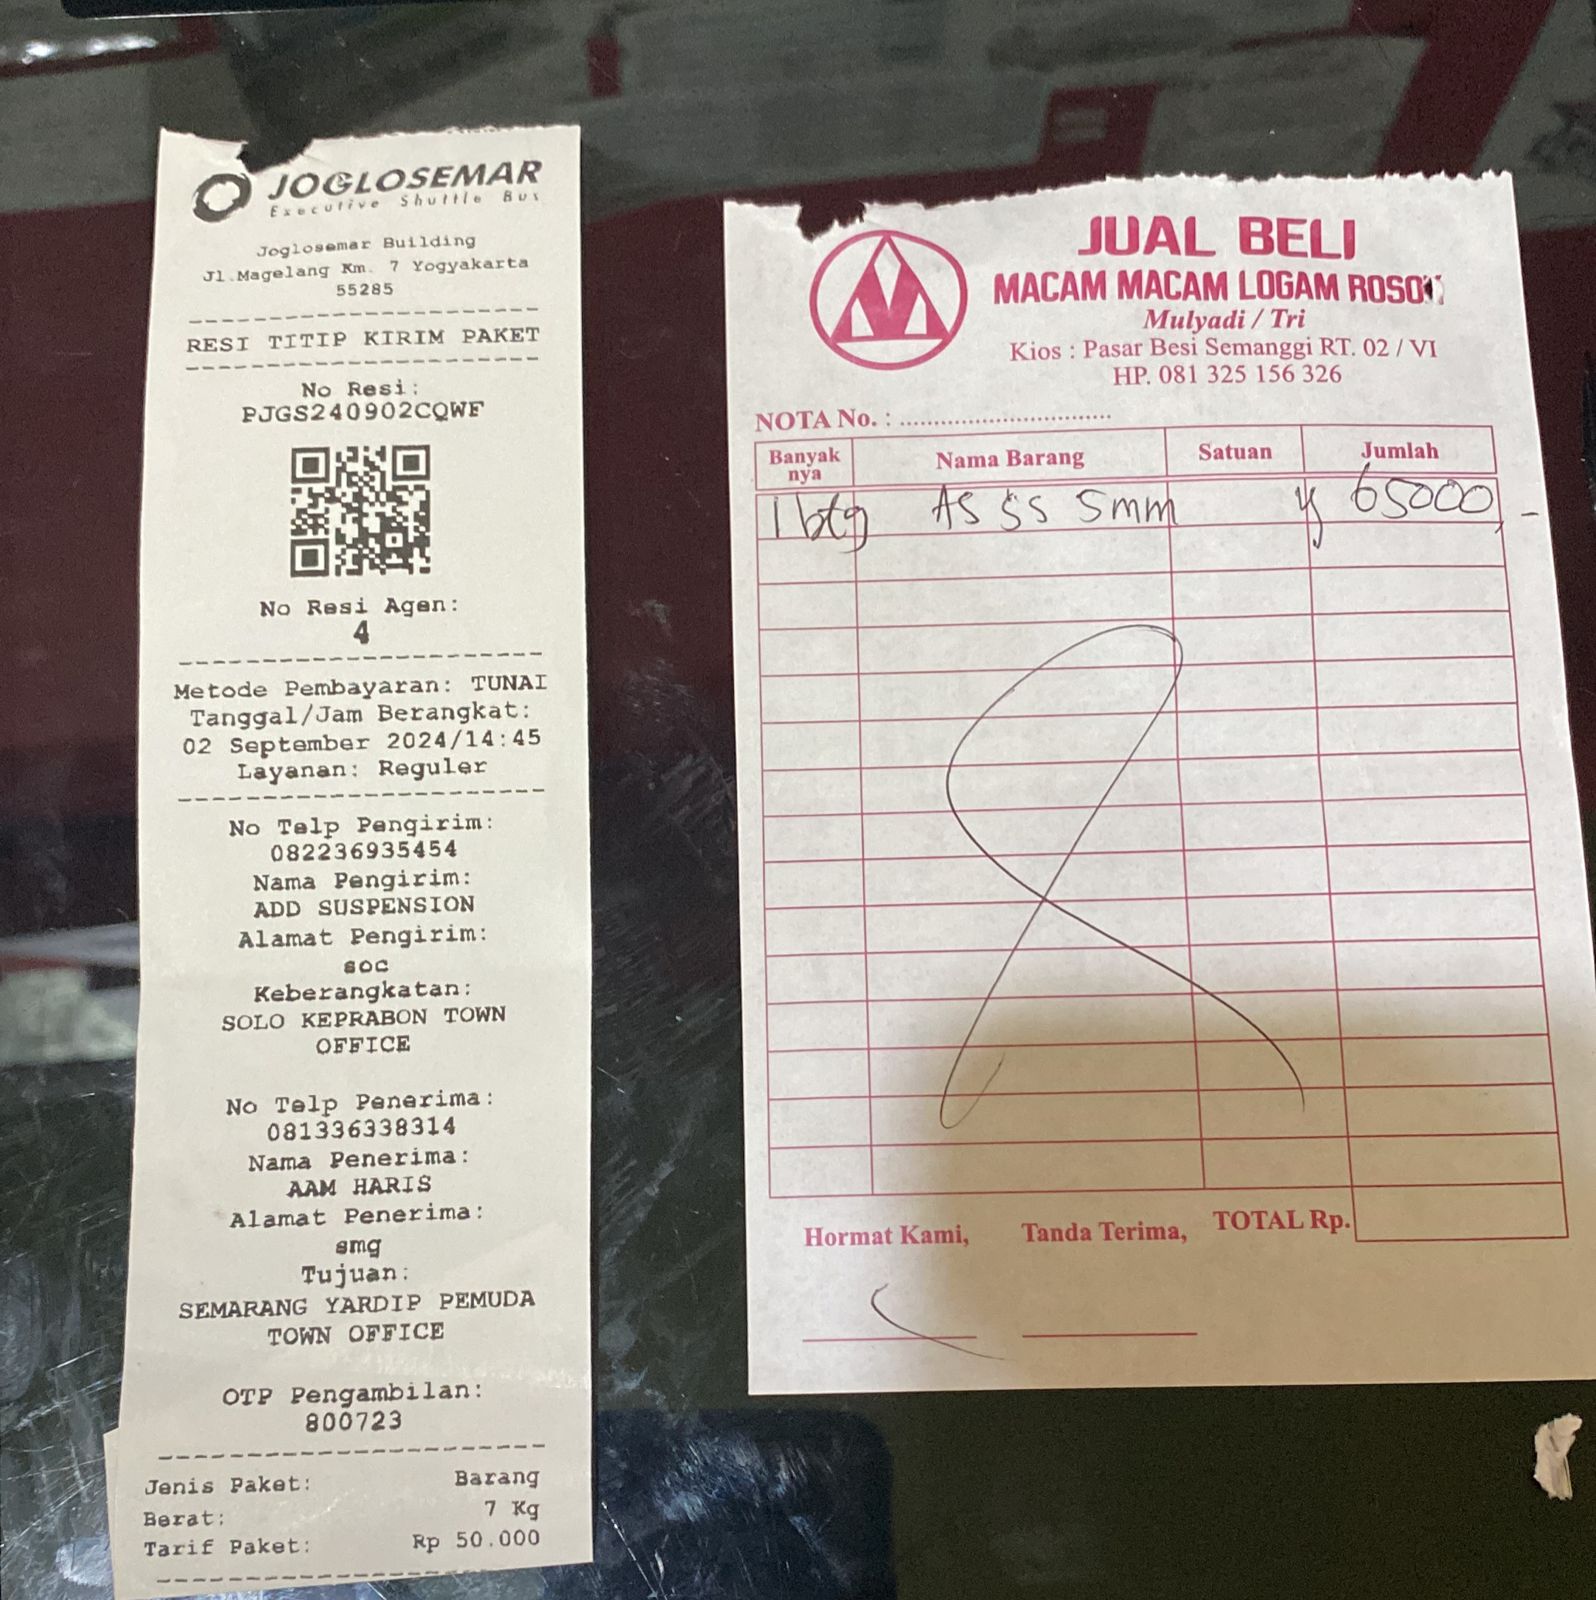 JOGLOSEMAR
Executive Shuttle Bus
Joglosemar Building
Jl.Magelang Km. 7 Yogyakarta
55285
RESI TITIP KIRIM PAKET
No Resi:
PJGS240902CQWF
No Resi Agen:
4
Metode Pembayaran: TUNAI
Tanggal/Jam Berangkat:
02 September 2024/14:45
Layanan: Reguler
No Telp Pengirim:
082236935454
Nama Pengirim:
ADD SUSPENSION
Alamat Pengirim:
soc
Keberangkatan:
SOLO KEPRABON TOWN
OFFICE
No Telp Penerima:
081336338314
Nama Penerima:
AAM HARIS
Alamat Penerima:
smg
Tujuan:
SEMARANG YARDIP PEMUDA
TOWN OFFICE
OTP Pengambilan:
800723
Jenis Paket: Barang
Berat: 7 Kg
Tarif Paket: Rp 50.000
JUAL BELI
MACAM MACAM LOGAM ROSO
Mulyadi / Tri
Kios : Pasar Besi Semanggi RT. 02 / VI
HP. 081 325 156 326
NOTA No. : ...............................
Banyak nya Nama Barang Satuan Jumlah
1 btg AS SS 5mm 65000,-
Hormat Kami, Tanda Terima, TOTAL Rp.